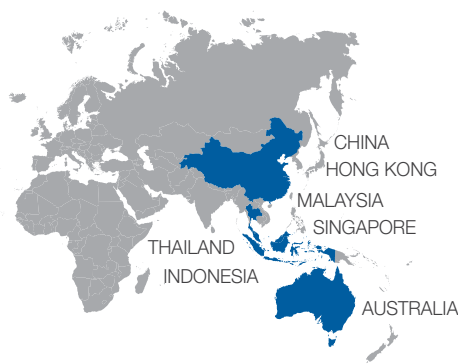 CHINA
HONG KONG
MALAYSIA
SINGAPORE
THAILAND
INDONESIA
AUSTRALIA